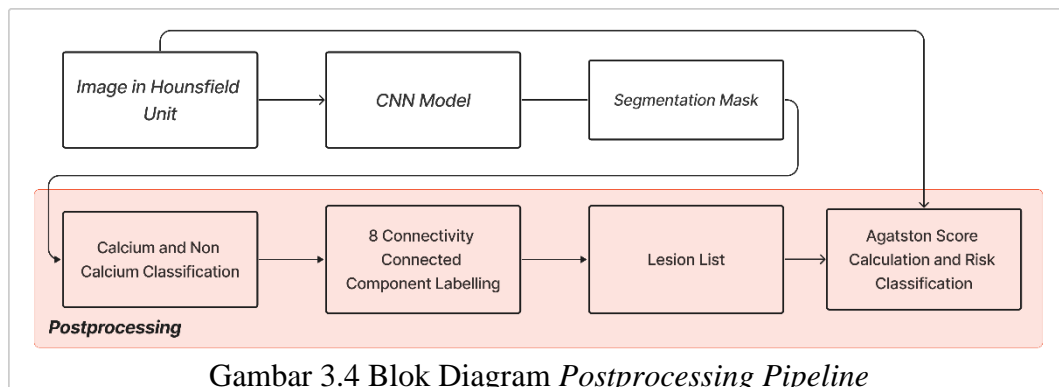 Image in Hounsfield
Unit
CNN Model
Segmentation Mask
Calcium and Non
Calcium Classification
8 Connectivity
Connected
Component Labelling
Lesion List
Agatston Score
Calculation and Risk
Classification
Postprocessing
Gambar 3.4 Blok Diagram Postprocessing Pipeline